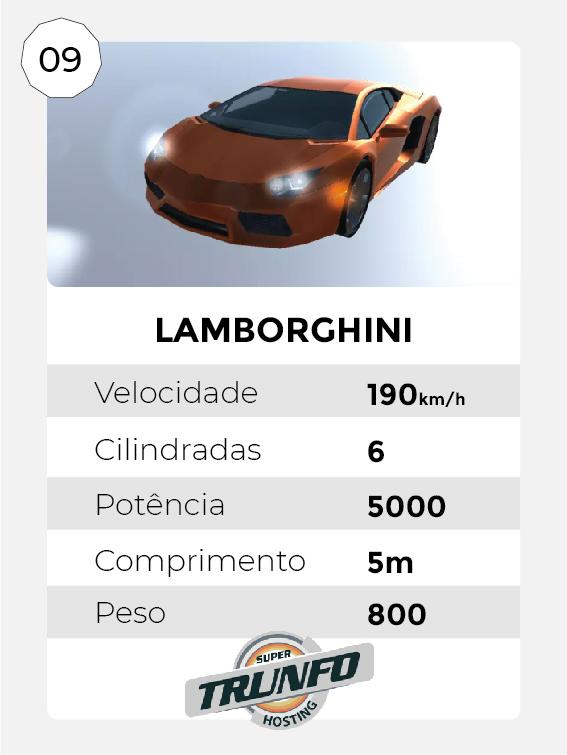 09
LAMBORGHINI
Velocidade 190km/h
Cilindradas 6
Potência 5000
Comprimento 5m
Peso 800
SUPER
TRUNFO
HOSTING